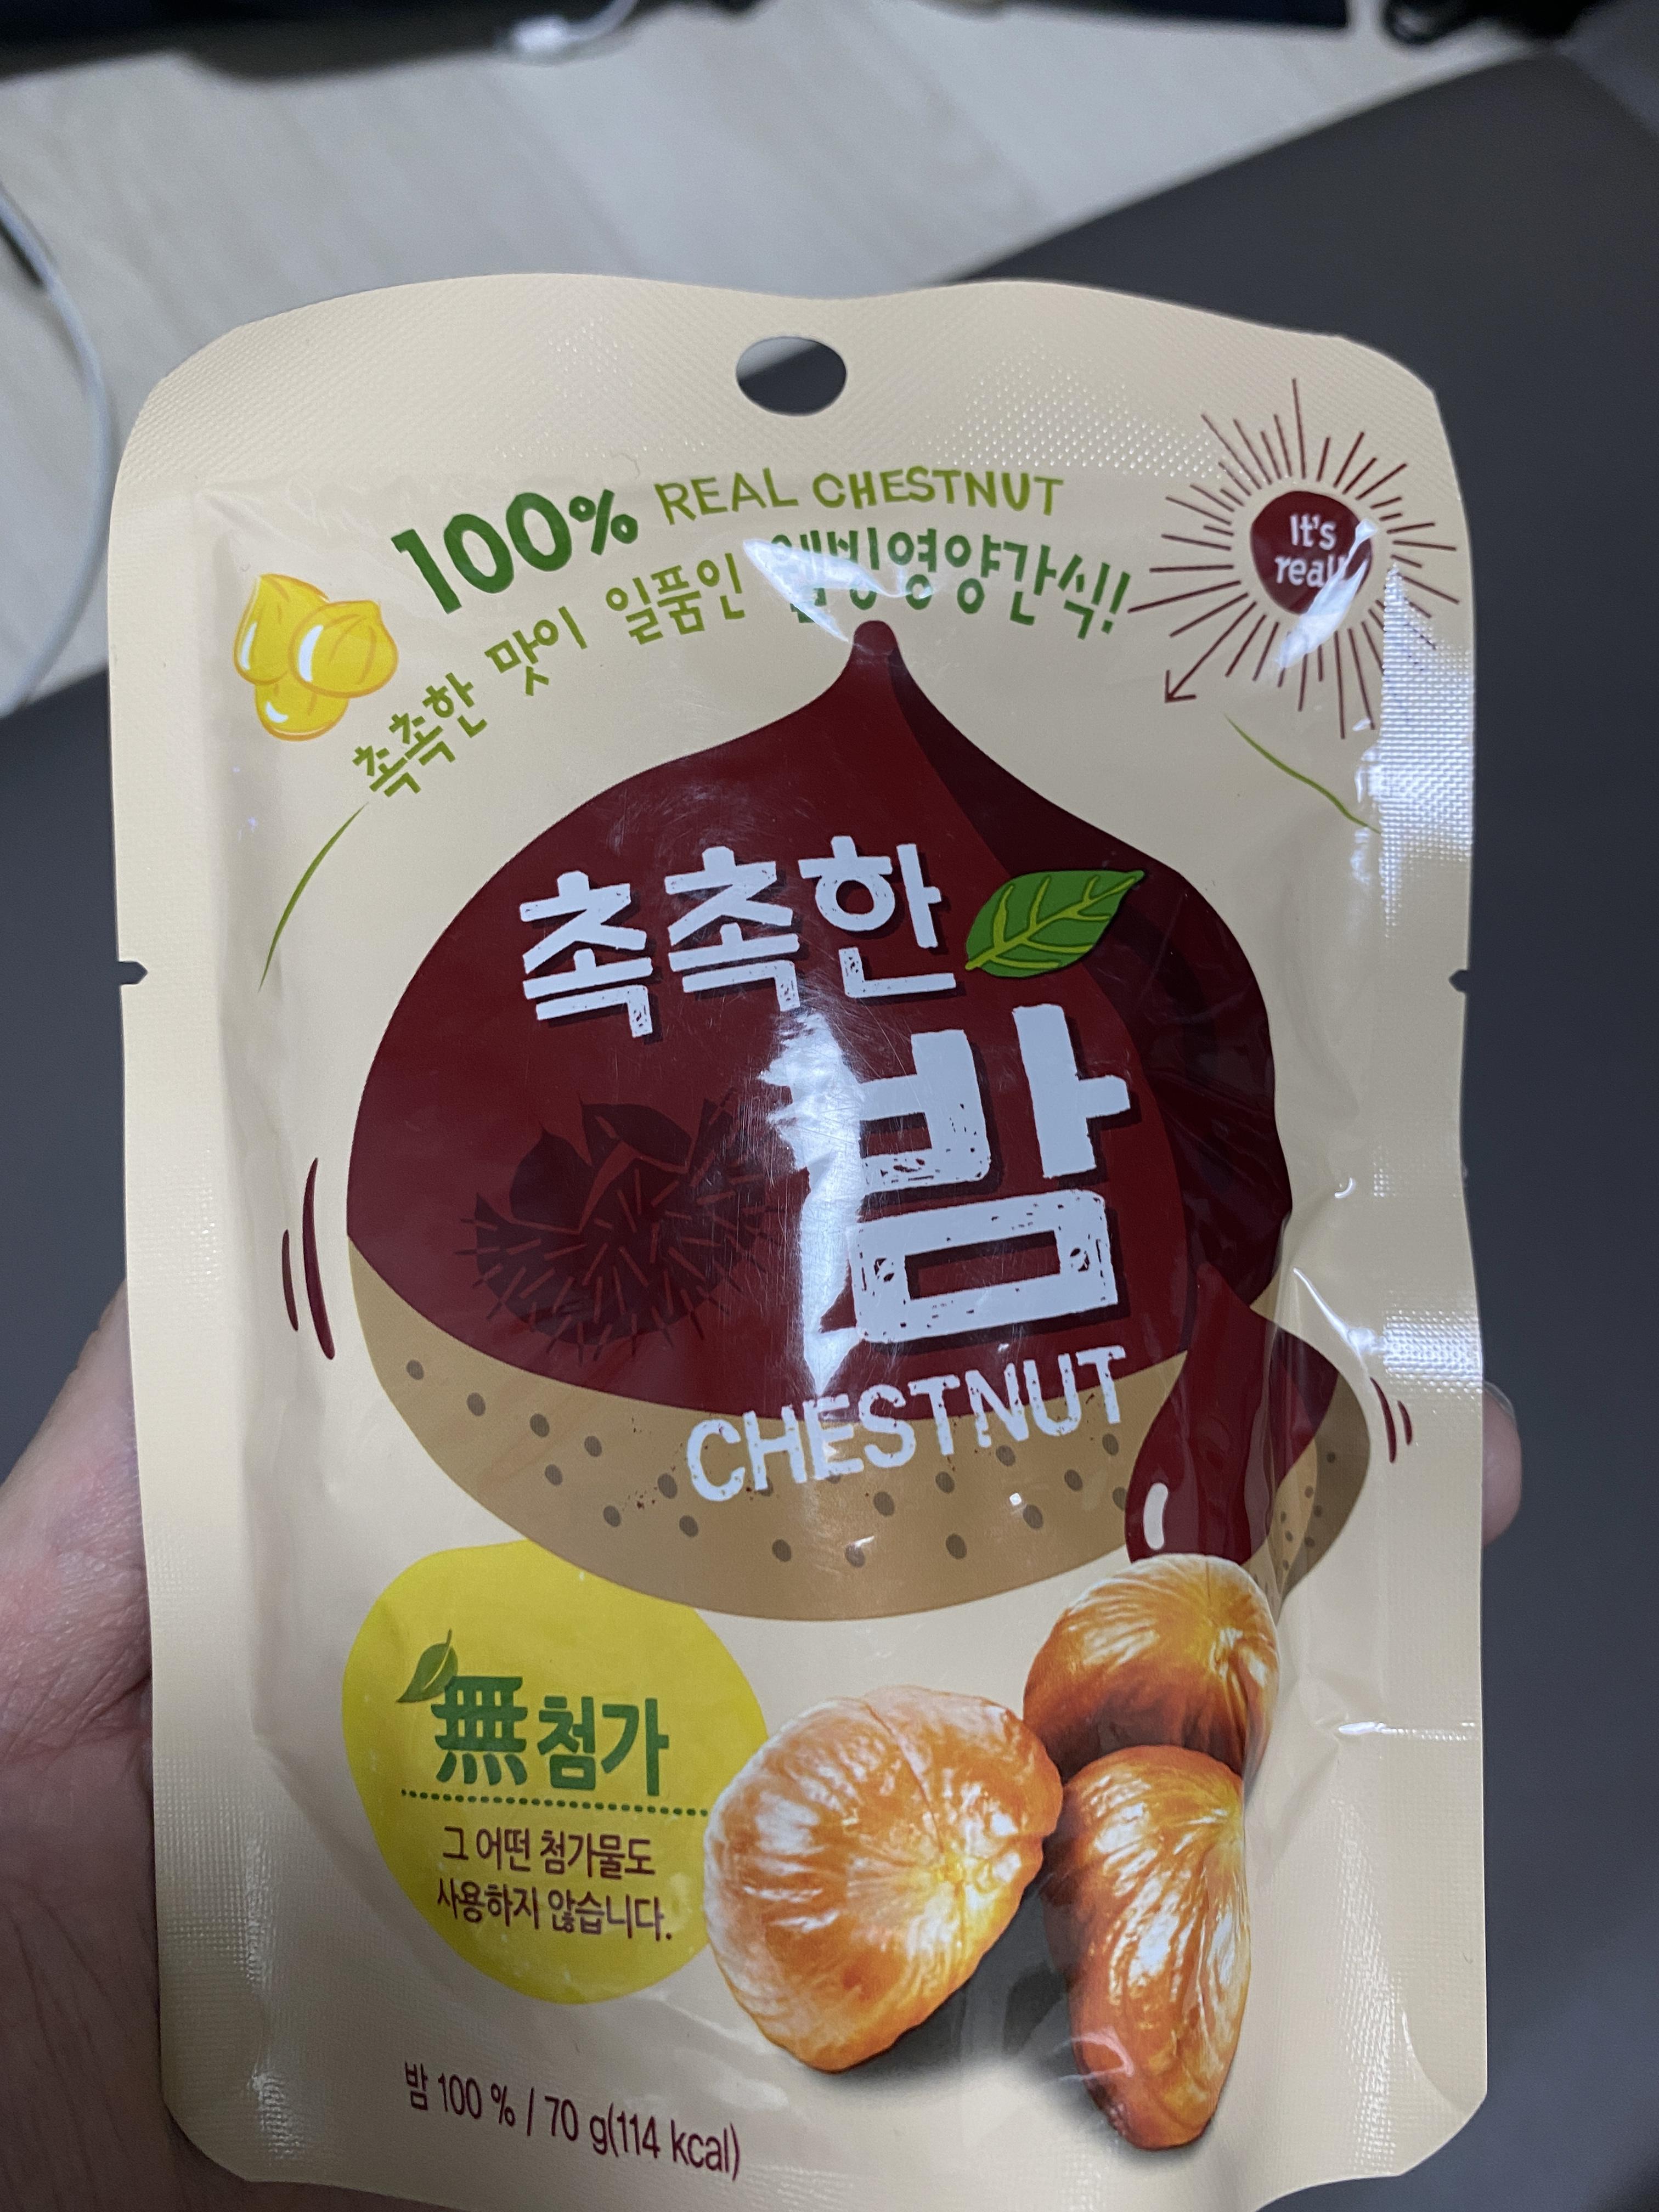 100% REAL CHESTNUT
촉촉한 맛이 일품인 웰빙영양간식!
It's
real!
촉촉한
밤
CHESTNUT
無첨가
그 어떤 첨가물도
사용하지 않습니다.
밤 100 % / 70 g(114 kcal)